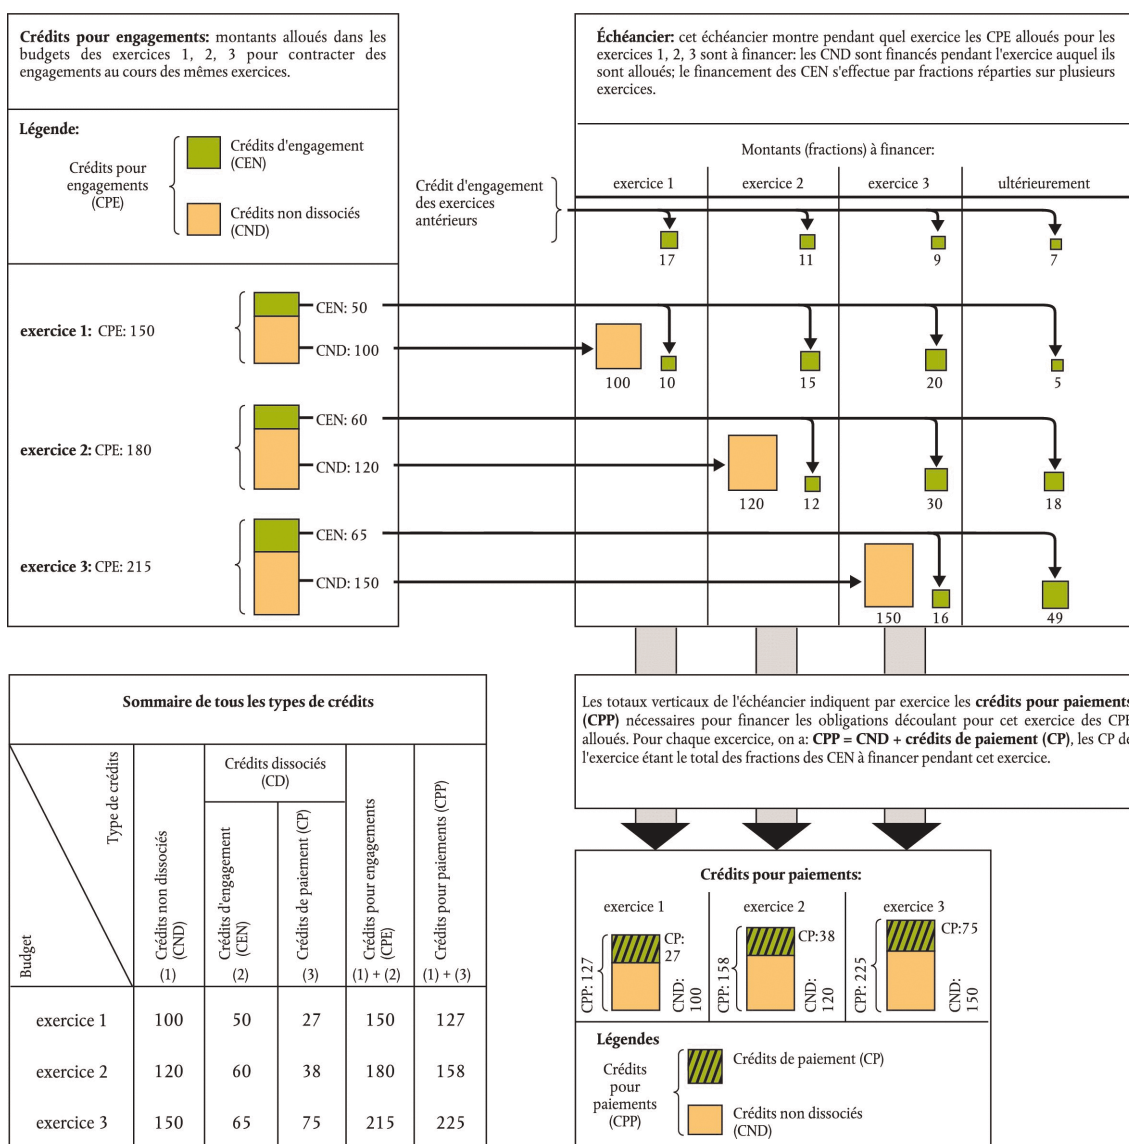 Crédits pour engagements: montants alloués dans les
budgets des exercices 1, 2, 3 pour contracter des
engagements au cours des mêmes exercices.
Légende:
Crédits pour
engagements
(CPE)
Crédits d'engagement
(CEN)
Crédits non dissociés
(CND)
Échéancier: cet échéancier montre pendant quel exercice les CPE alloués pour les
exercices 1, 2, 3 sont à financer: les CND sont financés pendant l'exercice auquel ils
sont alloués; le financement des CEN s'effectue par fractions réparties sur plusieurs
exercices.
Montants (fractions) à financer:
exercice 1 exercice 2 exercice 3 ultérieurement
Crédit d'engagement
des exercices
antérieurs
17 11 9 7
exercice 1: CPE: 150
CEN: 50
CND: 100
100 10 15 20 5
exercice 2: CPE: 180
CEN: 60
CND: 120
120 12 30 18
exercice 3: CPE: 215
CEN: 65
CND: 150
150 16 49
Les totaux verticaux de l'échéancier indiquent par exercice les crédits pour paiements
(CPP) nécessaires pour financer les obligations découlant pour cet exercice des CPE
alloués. Pour chaque excercice, on a: CPP = CND + crédits de paiement (CP), les CP de
l'exercice étant le total des fractions des CEN à financer pendant cet exercice.
Sommaire de tous les types de crédits
Budget
Type de crédits
Crédits non dissociés
(CND)
(1)
Crédits dissociés
(CD)
Crédits d'engagement
(CEN)
(2)
Crédits de paiement (CP)
(3)
Crédits pour engagements
(CPE)
(1) + (2)
Crédits pour paiements (CPP)
(1) + (3)
exercice 1 100 50 27 150 127
exercice 2 120 60 38 180 158
exercice 3 150 65 75 215 225
Crédits pour paiements:
exercice 1
CPP: 127
CP:
27
CND:
100
exercice 2
CPP: 158
CP:38
CND:
120
exercice 3
CPP: 225
CP:75
CND:
150
Légendes
Crédits
pour
paiements
(CPP)
Crédits de paiement (CP)
Crédits non dissociés
(CND)